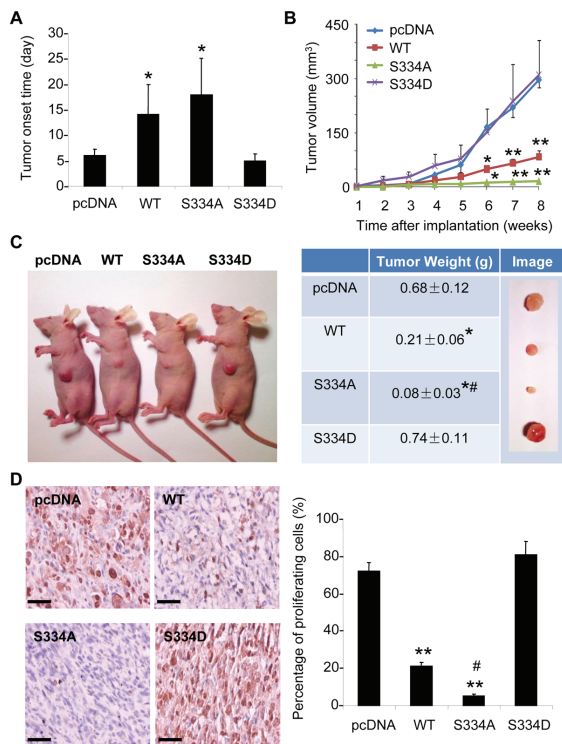 A
Tumor onset time (day)
30
25
20
15
10
5
0
*
*
pcDNA WT S334A S334D
B
Tumor volume (mm³)
450
300
150
0
pcDNA
WT
S334A
S334D
* ** **
* ** **
1 2 3 4 5 6 7 8
Time after implantation (weeks)
C
pcDNA WT S334A S334D
Tumor Weight (g) Image
pcDNA 0.68±0.12
WT 0.21±0.06*
S334A 0.08±0.03*#
S334D 0.74±0.11
D
pcDNA WT
S334A S334D
Percentage of proliferating cells (%)
100
80
60
40
20
0
**
#
**
pcDNA WT S334A S334D